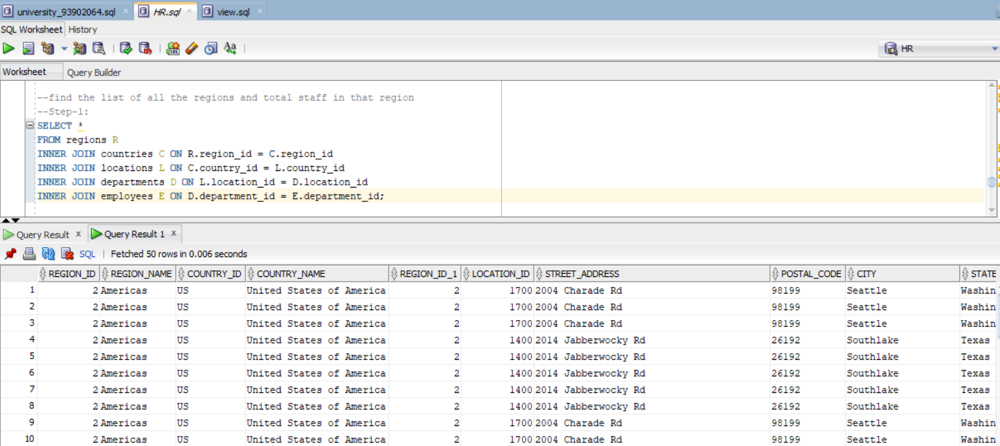 university_93902064.sql × HR.sql × view.sql ×
SQL Worksheet History
HR
Worksheet Query Builder
--find the list of all the regions and total staff in that region
--Step-1:
SELECT *
FROM regions R
INNER JOIN countries C ON R.region_id = C.region_id
INNER JOIN locations L ON C.country_id = L.country_id
INNER JOIN departments D ON L.location_id = D.location_id
INNER JOIN employees E ON D.department_id = E.department_id;
Query Result x Query Result 1 x
SQL | Fetched 50 rows in 0.006 seconds
REGION_ID REGION_NAME COUNTRY_ID COUNTRY_NAME REGION_ID_1 LOCATION_ID STREET_ADDRESS POSTAL_CODE CITY STATE
1 2 Americas US United States of America 2 1700 2004 Charade Rd 98199 Seattle Washin
2 2 Americas US United States of America 2 1700 2004 Charade Rd 98199 Seattle Washin
3 2 Americas US United States of America 2 1700 2004 Charade Rd 98199 Seattle Washin
4 2 Americas US United States of America 2 1400 2014 Jabberwocky Rd 26192 Southlake Texas
5 2 Americas US United States of America 2 1400 2014 Jabberwocky Rd 26192 Southlake Texas
6 2 Americas US United States of America 2 1400 2014 Jabberwocky Rd 26192 Southlake Texas
7 2 Americas US United States of America 2 1400 2014 Jabberwocky Rd 26192 Southlake Texas
8 2 Americas US United States of America 2 1400 2014 Jabberwocky Rd 26192 Southlake Texas
9 2 Americas US United States of America 2 1700 2004 Charade Rd 98199 Seattle Washin
10 2 Americas US United States of America 2 1700 2004 Charade Rd 98199 Seattle Washin